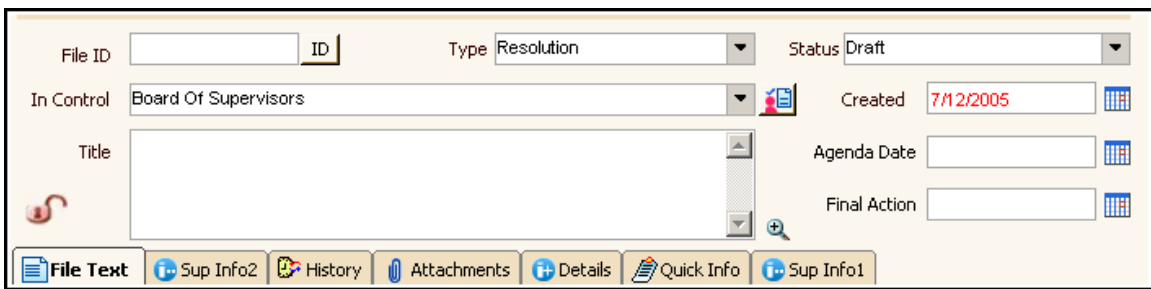 File ID ID Type Resolution Status Draft
In Control Board Of Supervisors Created 7/12/2005
Title Agenda Date
Final Action
File Text Sup Info2 History Attachments Details Quick Info Sup Info1